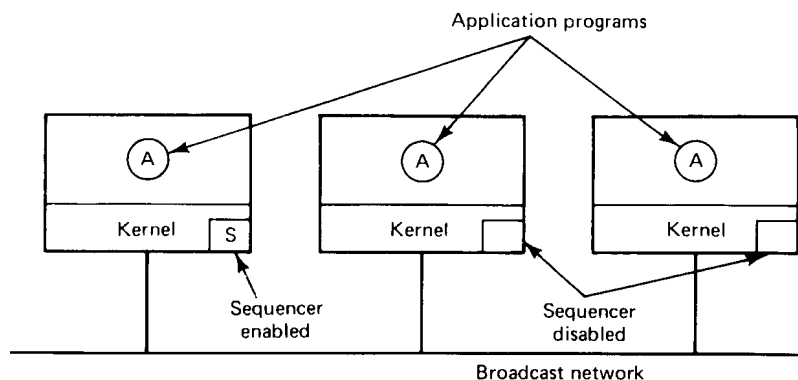 Application programs
A
A
A
Kernel
S
Kernel
Kernel
Sequencer
enabled
Sequencer
disabled
Broadcast network